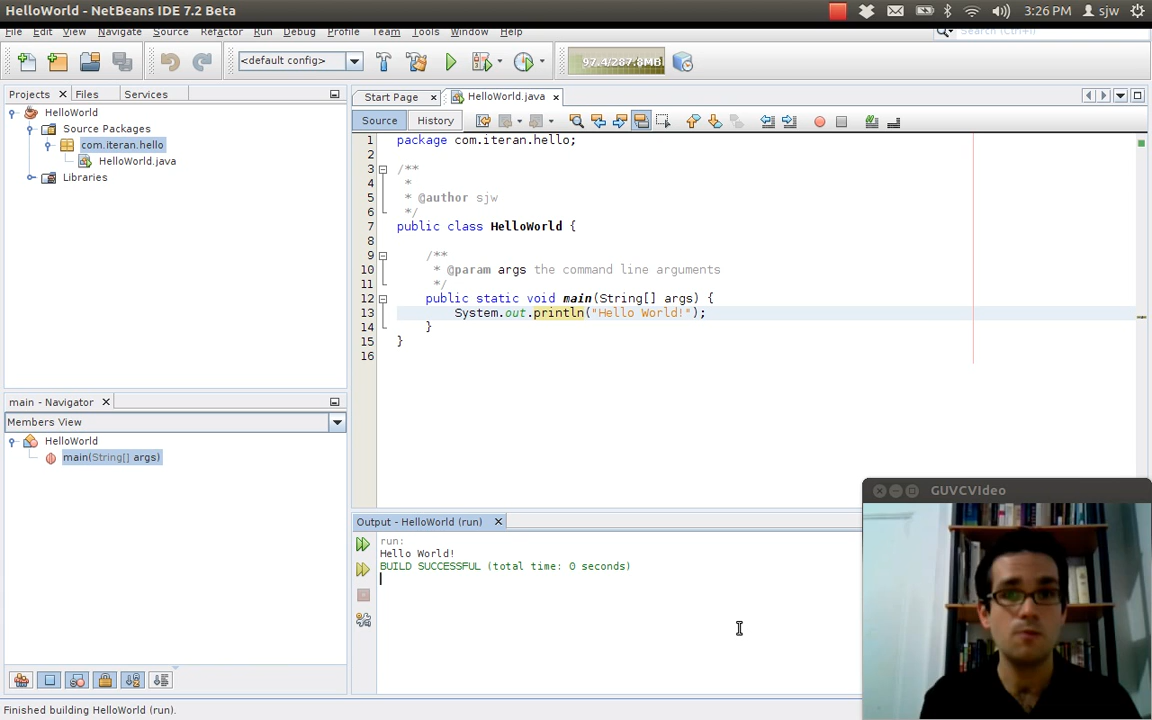 HelloWorld - NetBeans IDE 7.2 Beta
3:26 PM sjw
File Edit View Navigate Source Refactor Run Debug Profile Team Tools Window Help
Search (Ctrl+I)
<default config>
97.4/287.8MB
Projects Files Services
HelloWorld
Source Packages
com.iteran.hello
HelloWorld.java
Libraries
Start Page HelloWorld.java
Source History
1 package com.iteran.hello;
2
3 /**
4 *
5 * @author sjw
6 */
7 public class HelloWorld {
8
9 /**
10 * @param args the command line arguments
11 */
12 public static void main(String[] args) {
13 System.out.println("Hello World!");
14 }
15 }
16
main - Navigator
Members View
HelloWorld
main(String[] args)
Output - HelloWorld (run)
run:
Hello World!
BUILD SUCCESSFUL (total time: 0 seconds)
GUVCVIdeo
Finished building HelloWorld (run).